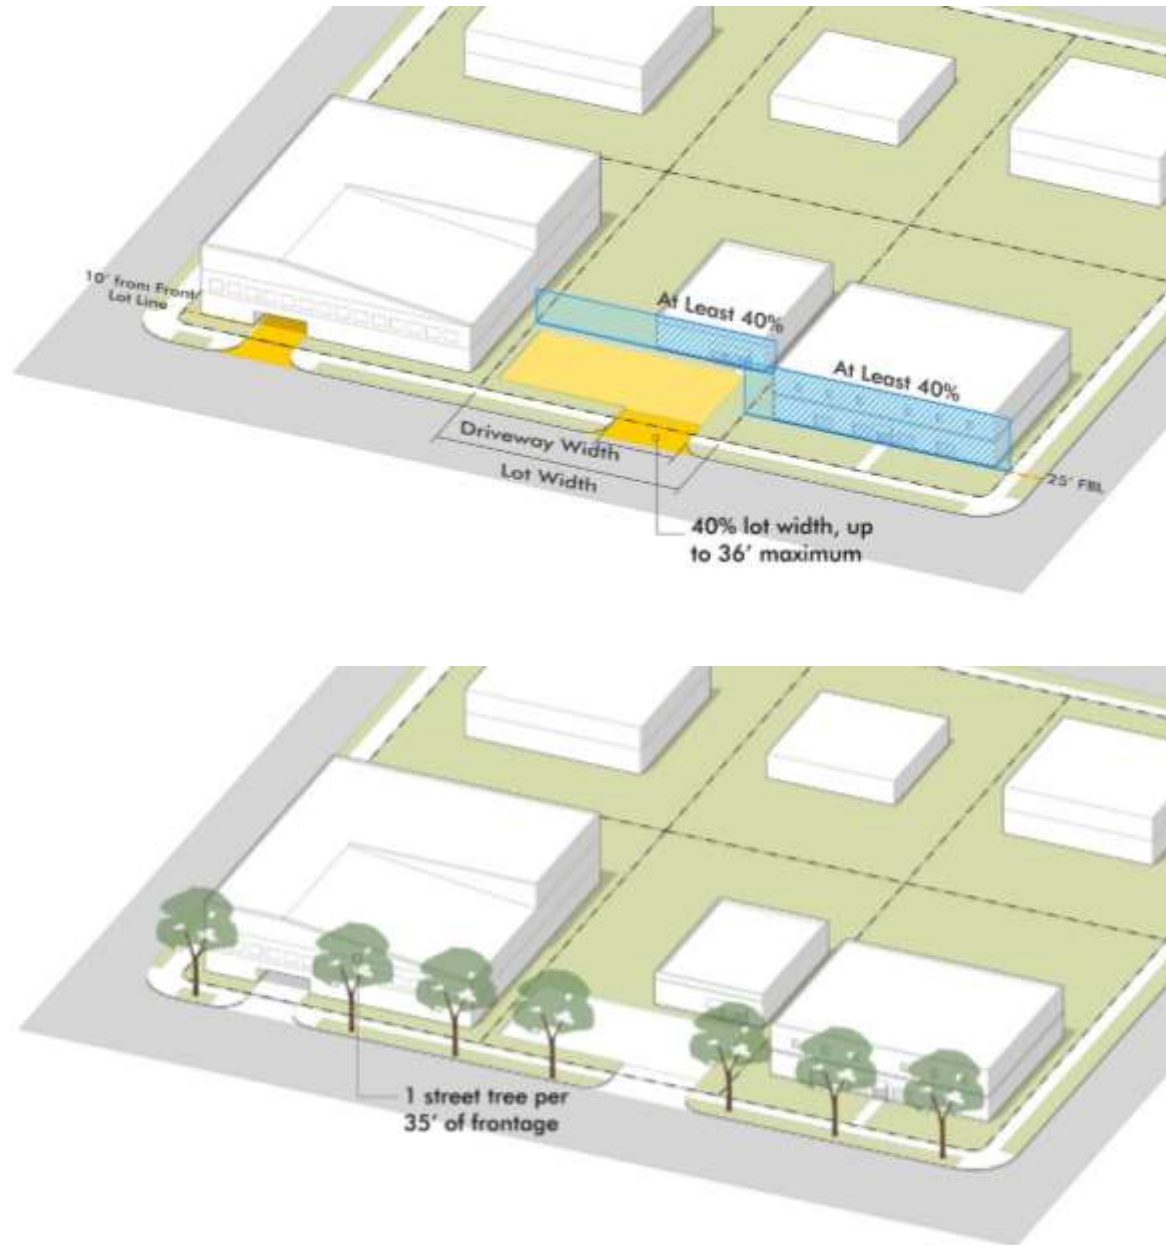 10' from Front/
Lot Line
At Least 40%
At Least 40%
Driveway Width
Lot Width
25' FBL
40% lot width, up
to 36' maximum
1 street tree per
35' of frontage